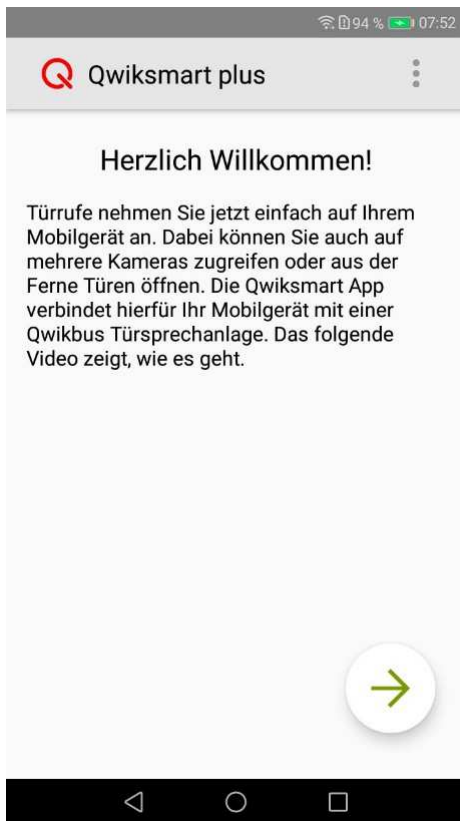 94 % 07:52
Qwiksmart plus
Herzlich Willkommen!
Türrufe nehmen Sie jetzt einfach auf Ihrem
Mobilgerät an. Dabei können Sie auch auf
mehrere Kameras zugreifen oder aus der
Ferne Türen öffnen. Die Qwiksmart App
verbindet hierfür Ihr Mobilgerät mit einer
Qwikbus Türsprechanlage. Das folgende
Video zeigt, wie es geht.